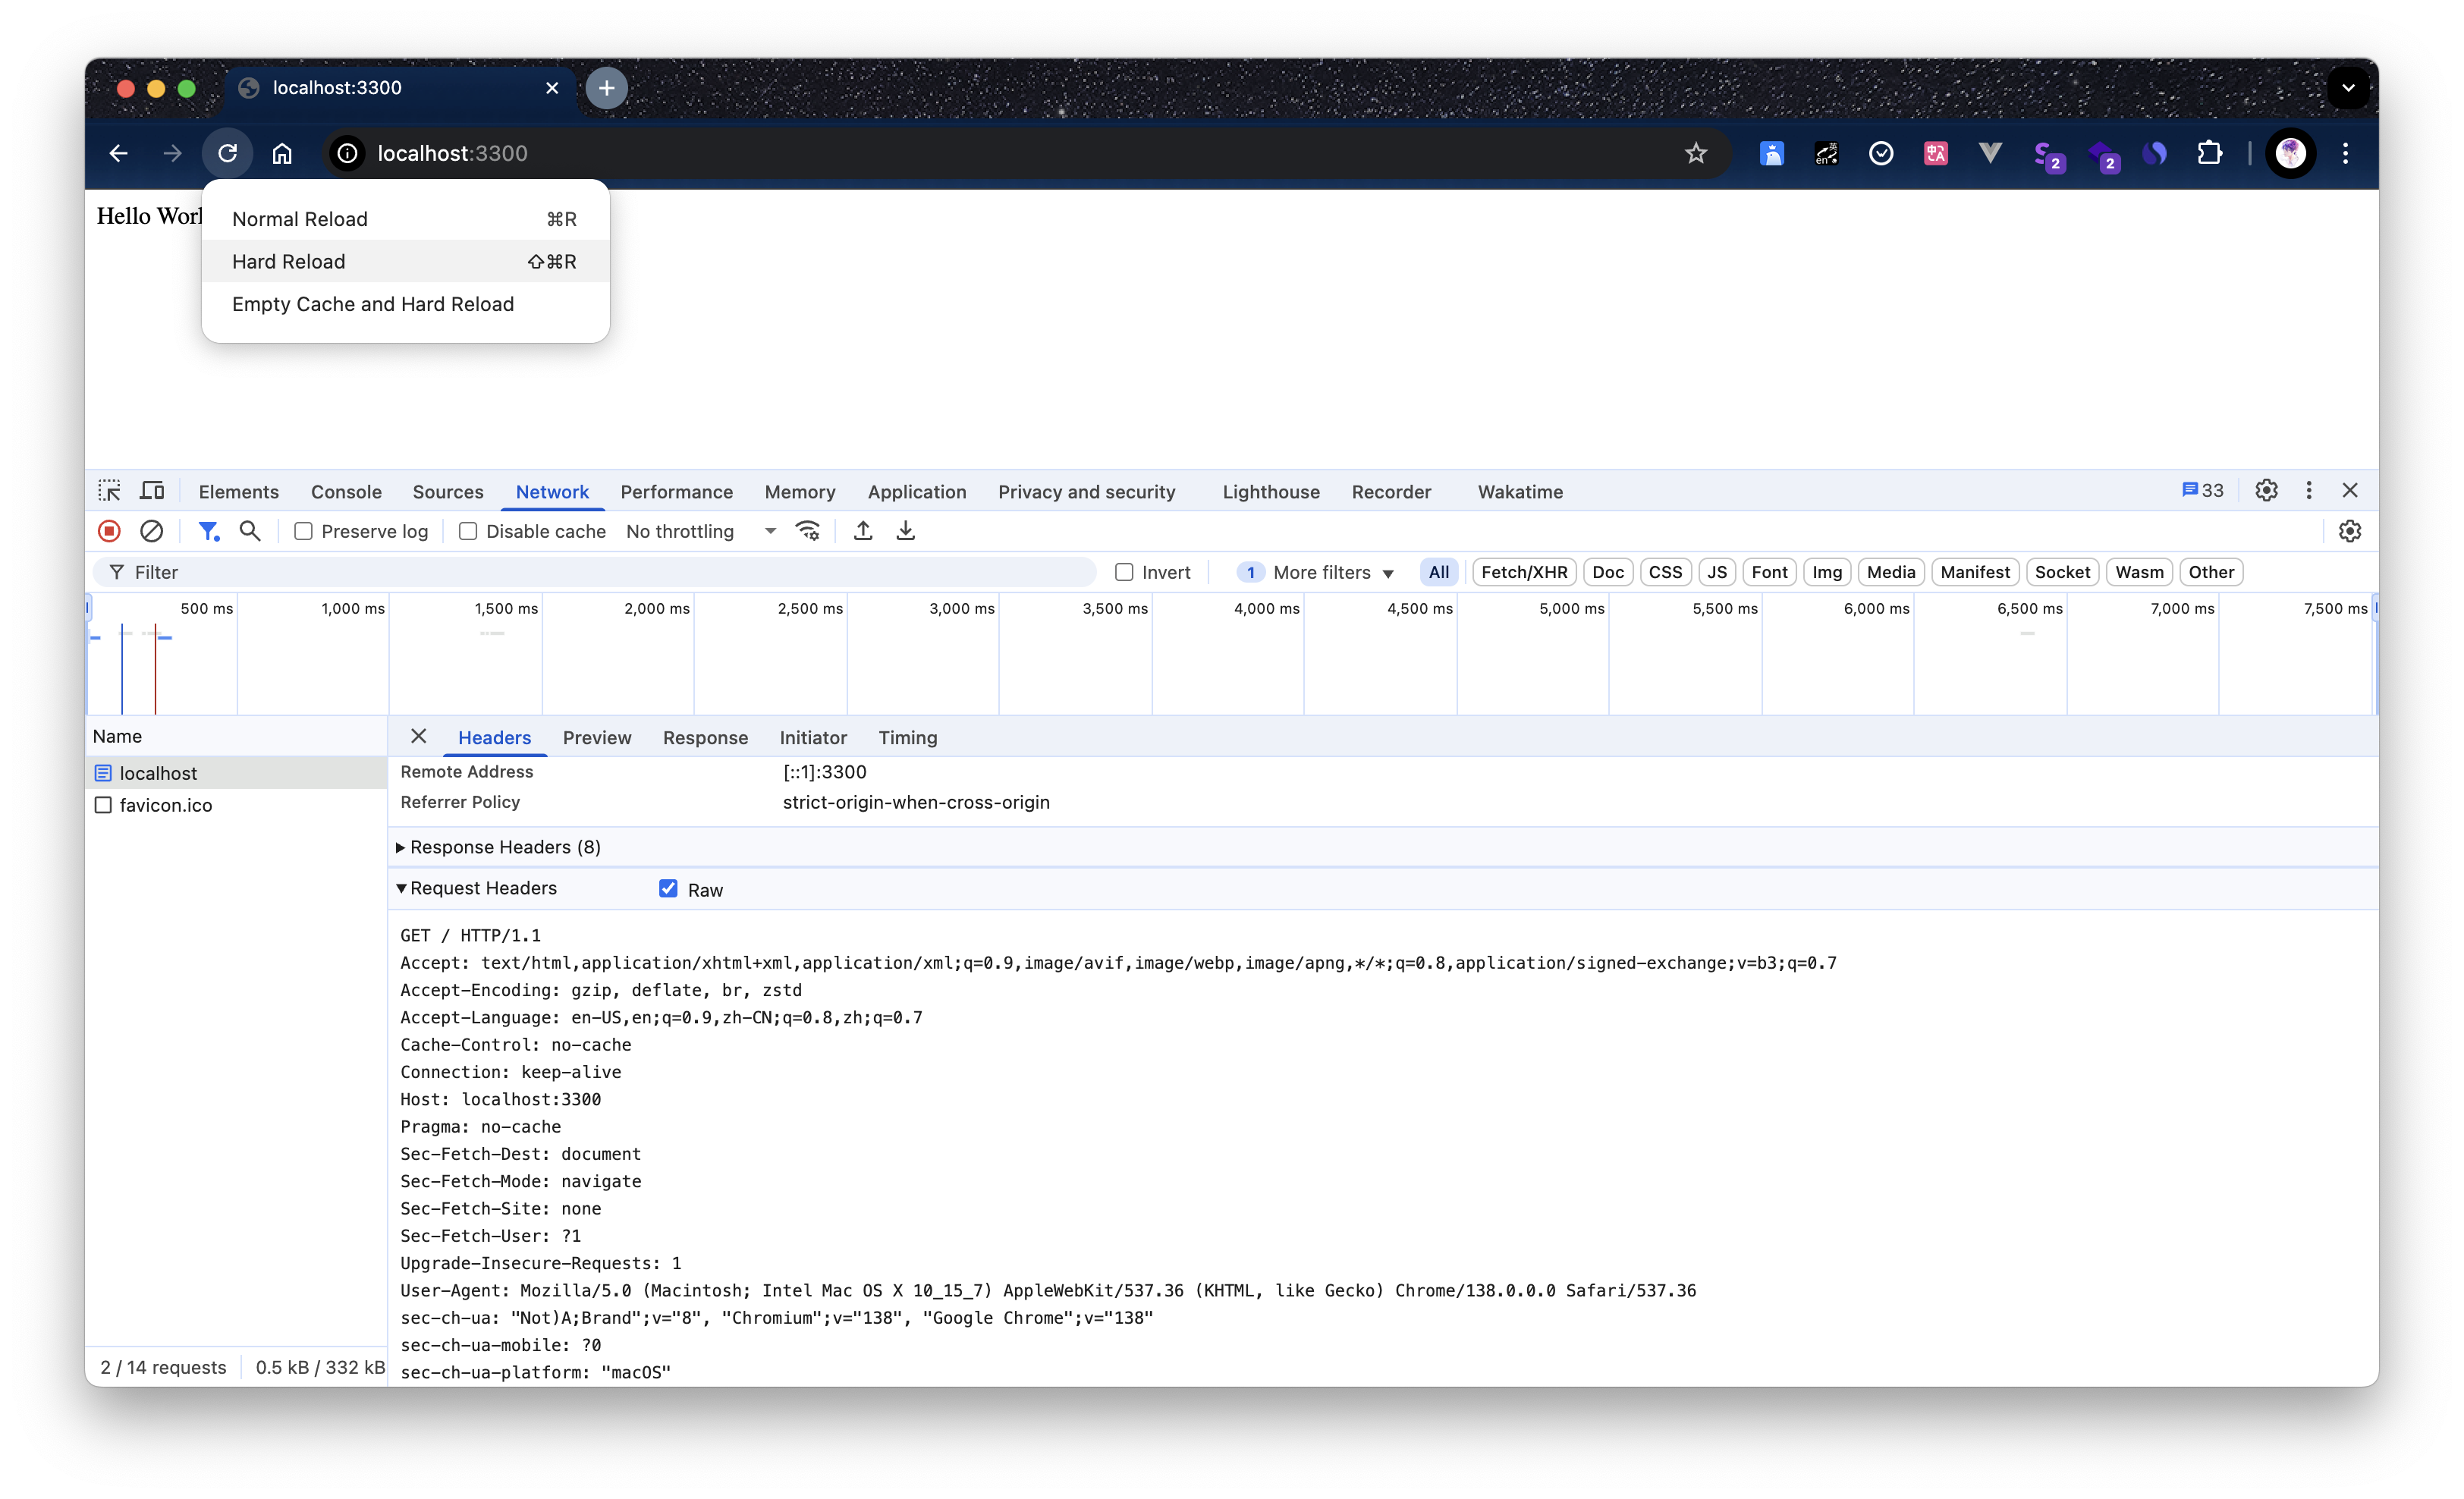 localhost:3300
localhost:3300
2
2
Hello Worl
Normal Reload ⌘R
Hard Reload ⇧⌘R
Empty Cache and Hard Reload
Elements Console Sources Network Performance Memory Application Privacy and security Lighthouse Recorder Wakatime 33
Preserve log Disable cache No throttling
Filter Invert 1 More filters All Fetch/XHR Doc CSS JS Font Img Media Manifest Socket Wasm Other
500 ms 1,000 ms 1,500 ms 2,000 ms 2,500 ms 3,000 ms 3,500 ms 4,000 ms 4,500 ms 5,000 ms 5,500 ms 6,000 ms 6,500 ms 7,000 ms 7,500 ms
Name
localhost
favicon.ico
2 / 14 requests 0.5 kB / 332 kB
Headers Preview Response Initiator Timing
Remote Address [::1]:3300
Referrer Policy strict-origin-when-cross-origin
Response Headers (8)
Request Headers Raw
GET / HTTP/1.1
Accept: text/html,application/xhtml+xml,application/xml;q=0.9,image/avif,image/webp,image/apng,*/*;q=0.8,application/signed-exchange;v=b3;q=0.7
Accept-Encoding: gzip, deflate, br, zstd
Accept-Language: en-US,en;q=0.9,zh-CN;q=0.8,zh;q=0.7
Cache-Control: no-cache
Connection: keep-alive
Host: localhost:3300
Pragma: no-cache
Sec-Fetch-Dest: document
Sec-Fetch-Mode: navigate
Sec-Fetch-Site: none
Sec-Fetch-User: ?1
Upgrade-Insecure-Requests: 1
User-Agent: Mozilla/5.0 (Macintosh; Intel Mac OS X 10_15_7) AppleWebKit/537.36 (KHTML, like Gecko) Chrome/138.0.0.0 Safari/537.36
sec-ch-ua: "Not)A;Brand";v="8", "Chromium";v="138", "Google Chrome";v="138"
sec-ch-ua-mobile: ?0
sec-ch-ua-platform: "macOS"